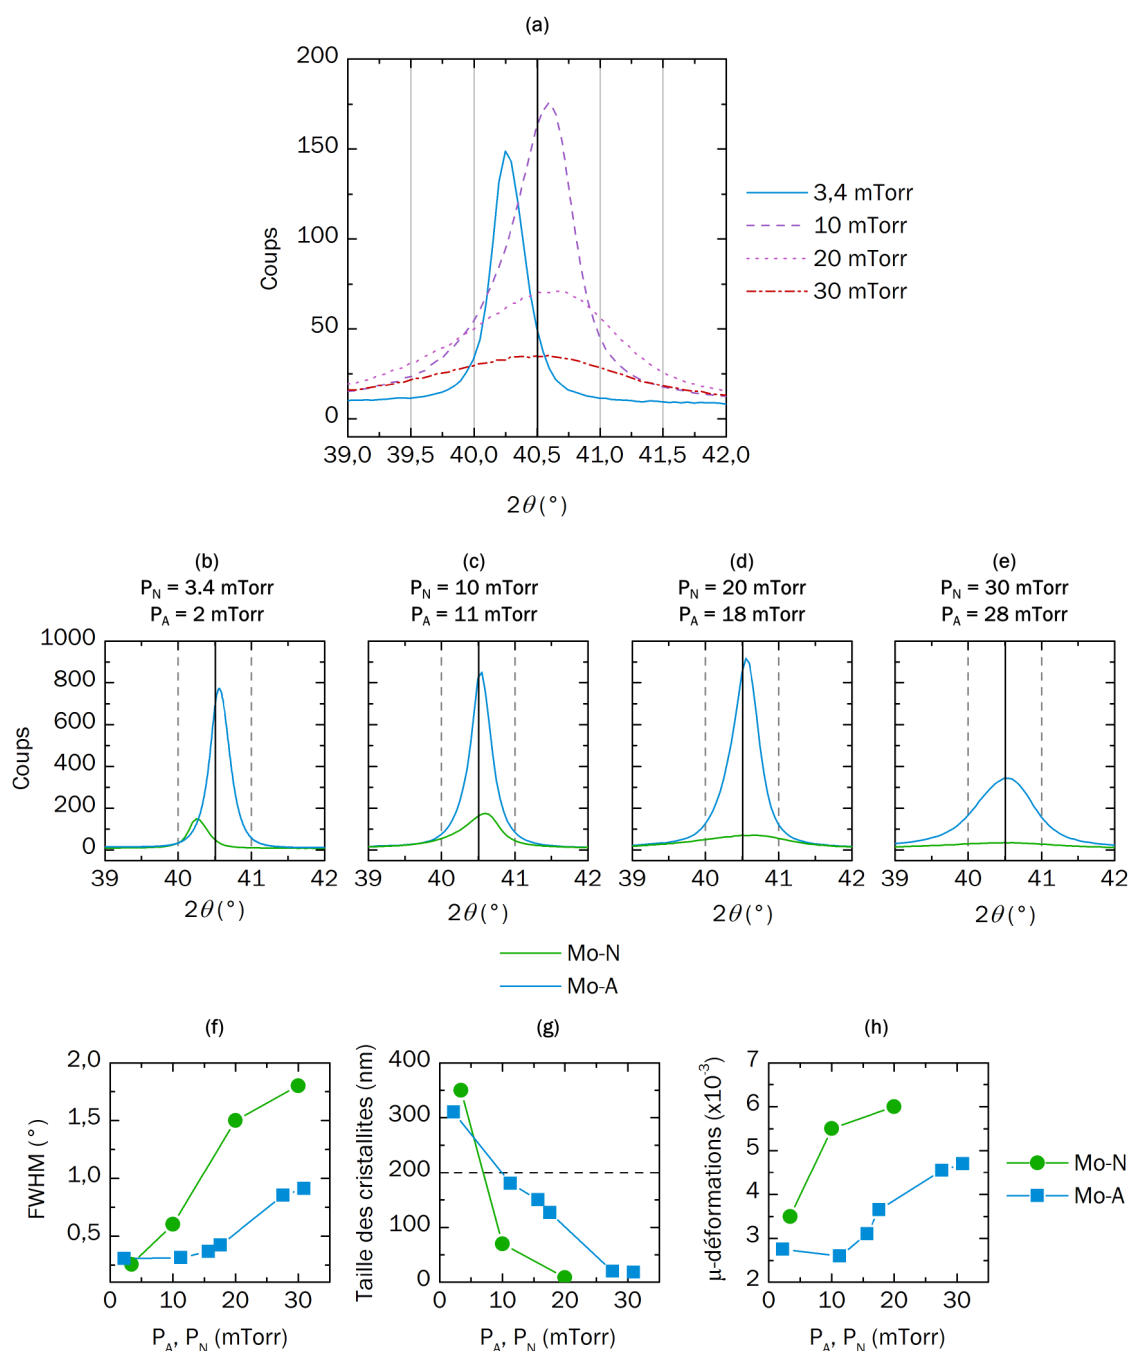 (a)
200
150
100
50
0
Coups
39,0 39,5 40,0 40,5 41,0 41,5 42,0
2θ (°)
3,4 mTorr
10 mTorr
20 mTorr
30 mTorr
(b)
P_N = 3.4 mTorr
P_A = 2 mTorr
(c)
P_N = 10 mTorr
P_A = 11 mTorr
(d)
P_N = 20 mTorr
P_A = 18 mTorr
(e)
P_N = 30 mTorr
P_A = 28 mTorr
1000
800
600
400
200
0
Coups
39 40 41 42
2θ (°)
39 40 41 42
2θ (°)
39 40 41 42
2θ (°)
39 40 41 42
2θ (°)
Mo-N
Mo-A
(f)
2,0
1,5
1,0
0,5
FWHM (°)
0 10 20 30
P_A, P_N (mTorr)
(g)
400
300
200
100
0
Taille des cristallites (nm)
0 10 20 30
P_A, P_N (mTorr)
(h)
7
6
5
4
3
2
μ-déformations (x10⁻³)
0 10 20 30
P_A, P_N (mTorr)
Mo-N
Mo-A